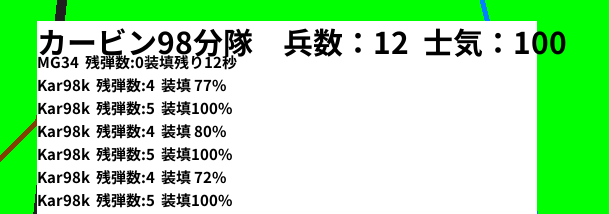 カービン98分隊　兵数：12 士気：100
MG34 残弾数:0装填残り12秒
Kar98k 残弾数:4 装填 77%
Kar98k 残弾数:5 装填100%
Kar98k 残弾数:4 装填 80%
Kar98k 残弾数:5 装填100%
Kar98k 残弾数:4 装填 72%
Kar98k 残弾数:5 装填100%